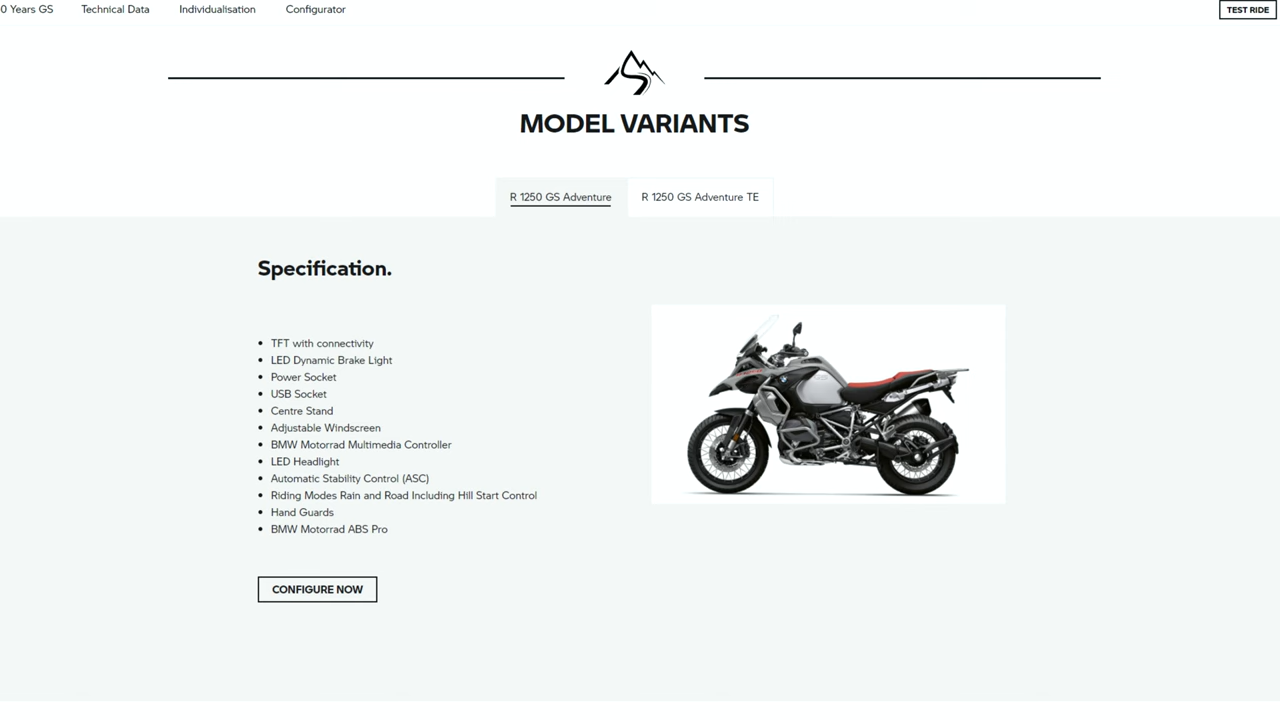 0 Years GS
Technical Data
Individualisation
Configurator
TEST RIDE
MODEL VARIANTS
R 1250 GS Adventure
R 1250 GS Adventure TE
Specification.
TFT with connectivity
LED Dynamic Brake Light
Power Socket
USB Socket
Centre Stand
Adjustable Windscreen
BMW Motorrad Multimedia Controller
LED Headlight
Automatic Stability Control (ASC)
Riding Modes Rain and Road Including Hill Start Control
Hand Guards
BMW Motorrad ABS Pro
CONFIGURE NOW